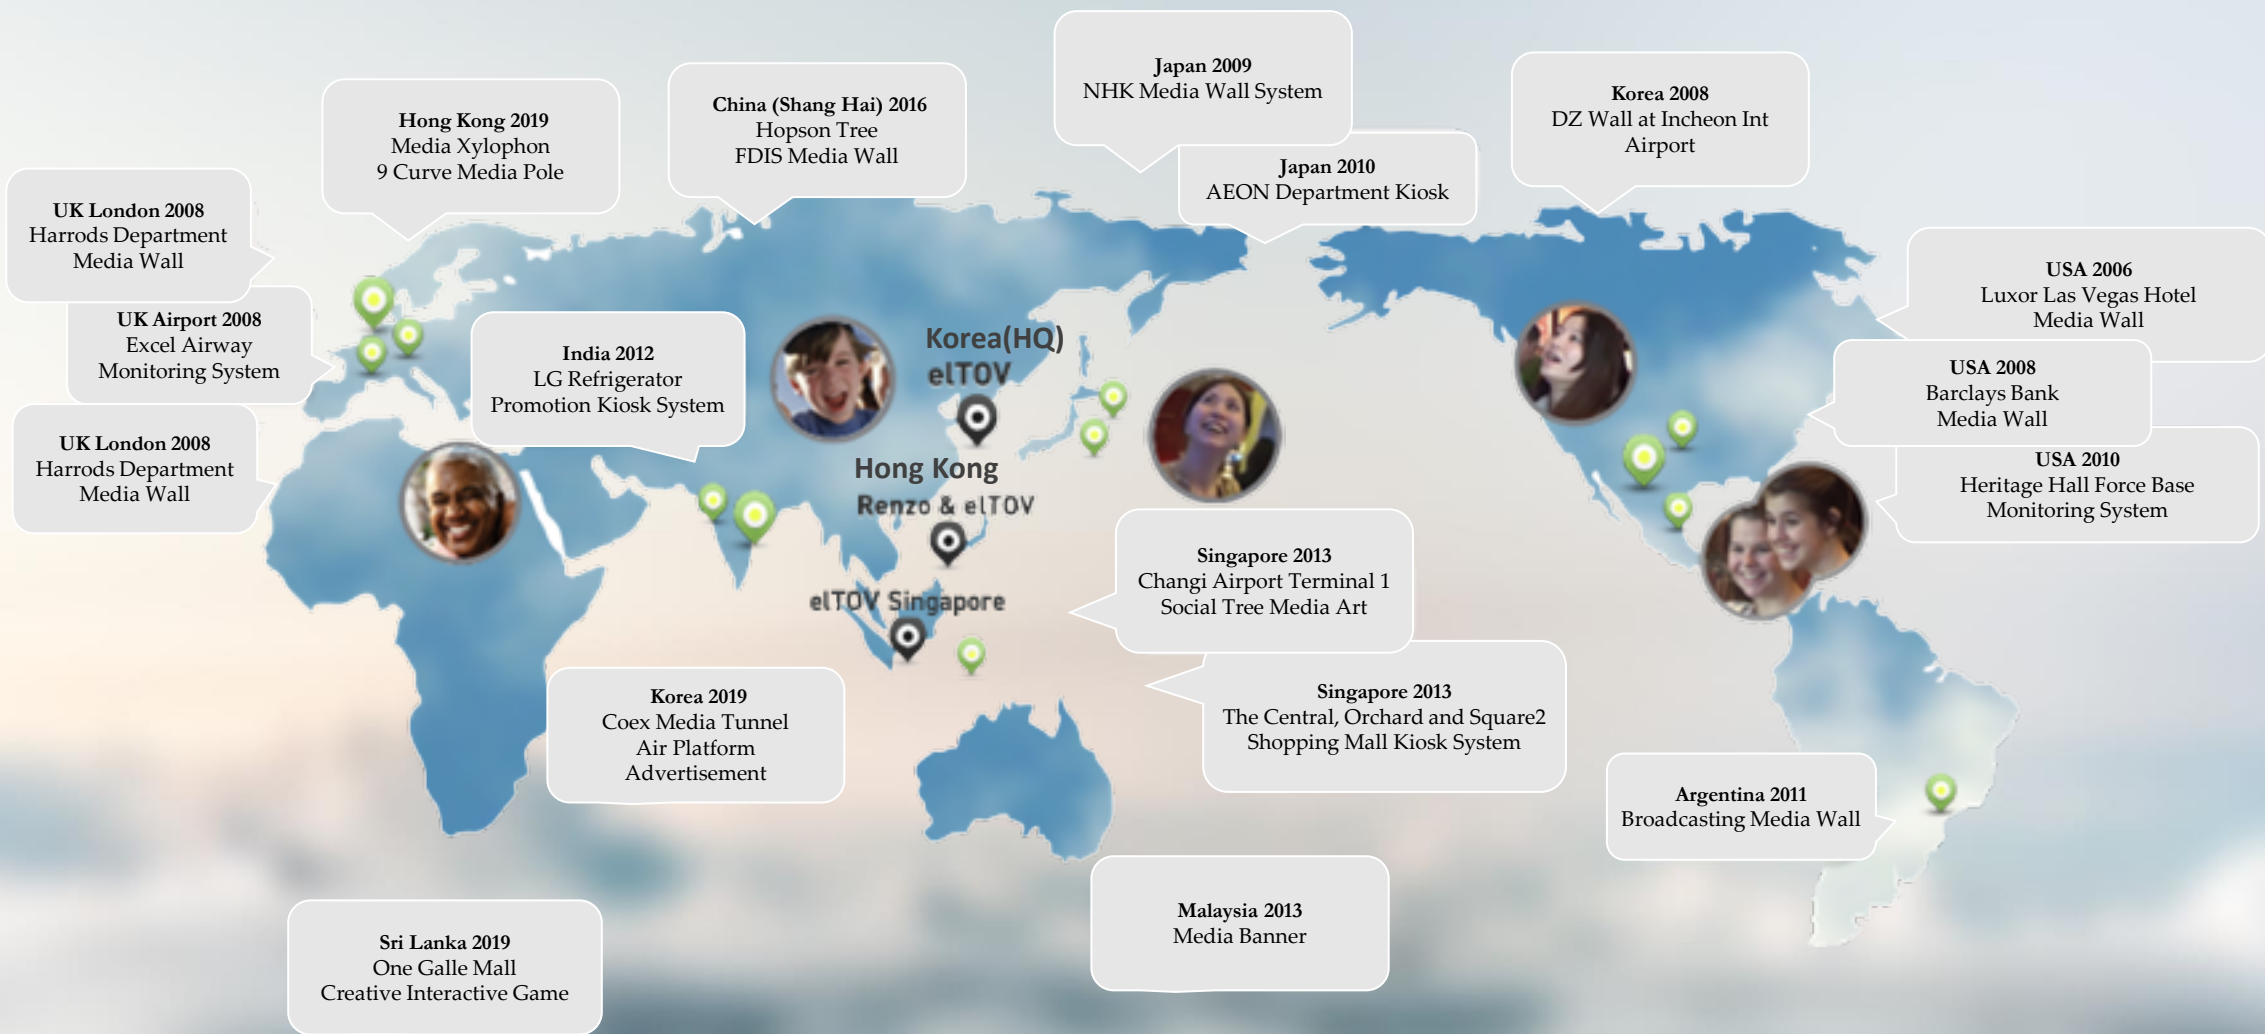 Japan 2009
NHK Media Wall System
Korea 2008
DZ Wall at Incheon Int
Airport
Hong Kong 2019
Media Xylophon
9 Curve Media Pole
China (Shang Hai) 2016
Hopson Tree
FDIS Media Wall
Japan 2010
AEON Department Kiosk
UK London 2008
Harrods Department
Media Wall
USA 2006
Luxor Las Vegas Hotel
Media Wall
UK Airport 2008
Excel Airway
Monitoring System
India 2012
LG Refrigerator
Promotion Kiosk System
Korea(HQ)
elTOV
USA 2008
Barclays Bank
Media Wall
UK London 2008
Harrods Department
Media Wall
Hong Kong
Renzo & elTOV
USA 2010
Heritage Hall Force Base
Monitoring System
Singapore 2013
Changi Airport Terminal 1
Social Tree Media Art
elTOV Singapore
Korea 2019
Coex Media Tunnel
Air Platform
Advertisement
Singapore 2013
The Central, Orchard and Square2
Shopping Mall Kiosk System
Argentina 2011
Broadcasting Media Wall
Malaysia 2013
Media Banner
Sri Lanka 2019
One Galle Mall
Creative Interactive Game